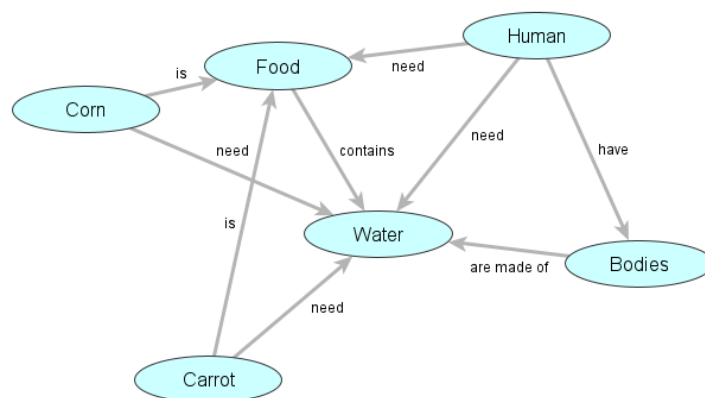 Human
Food
need
is
Corn
need
contains
need
have
is
Water
are made of
Bodies
need
Carrot